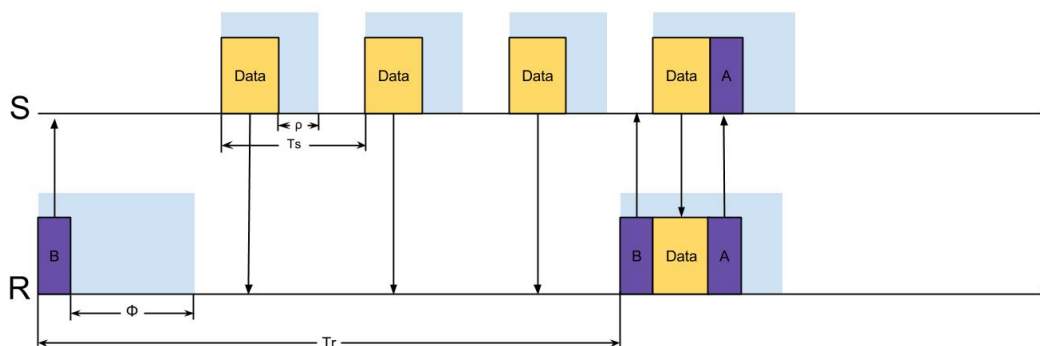 Data Data Data Data A
S
ρ
Ts
B B Data A
R
Φ
Tr